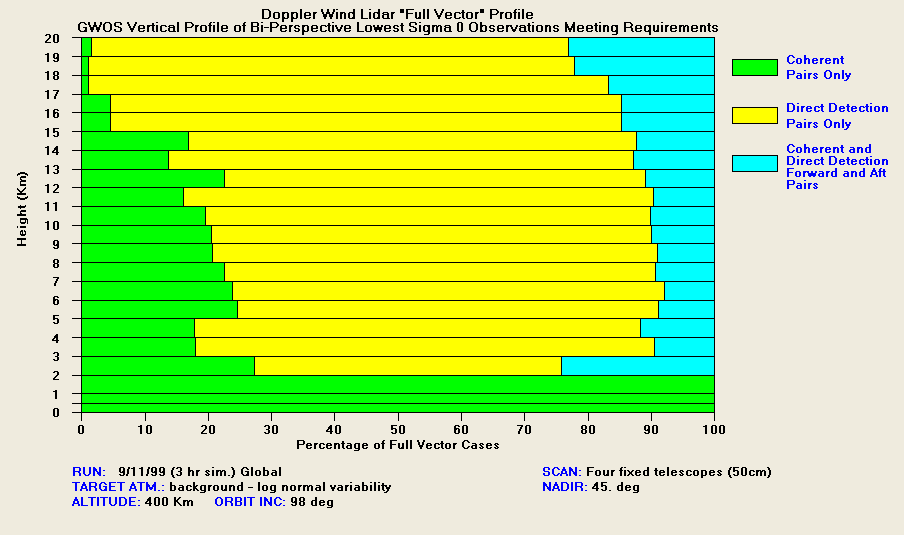 Doppler Wind Lidar "Full Vector" Profile
GWOS Vertical Profile of Bi-Perspective Lowest Sigma 0 Observations Meeting Requirements
20
19
18
17
16
15
14
13
12
11
10
9
8
7
6
5
4
3
2
1
0
Height (Km)
0 10 20 30 40 50 60 70 80 90 100
Percentage of Full Vector Cases
Coherent
Pairs Only
Direct Detection
Pairs Only
Coherent and
Direct Detection
Forward and Aft
Pairs
RUN: 9/11/99 (3 hr sim.) Global
TARGET ATM.: background - log normal variability
ALTITUDE: 400 Km ORBIT INC: 98 deg
SCAN: Four fixed telescopes (50cm)
NADIR: 45. deg